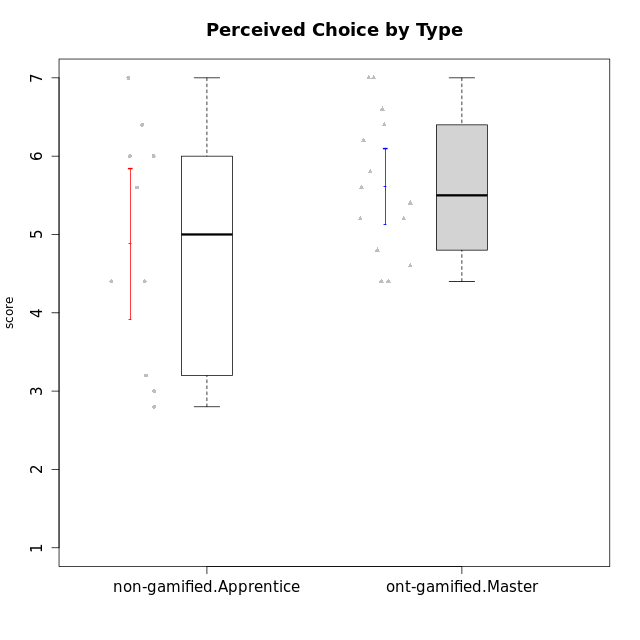 Perceived Choice by Type
score
7
6
5
4
3
2
1
non-gamified.Apprentice
ont-gamified.Master